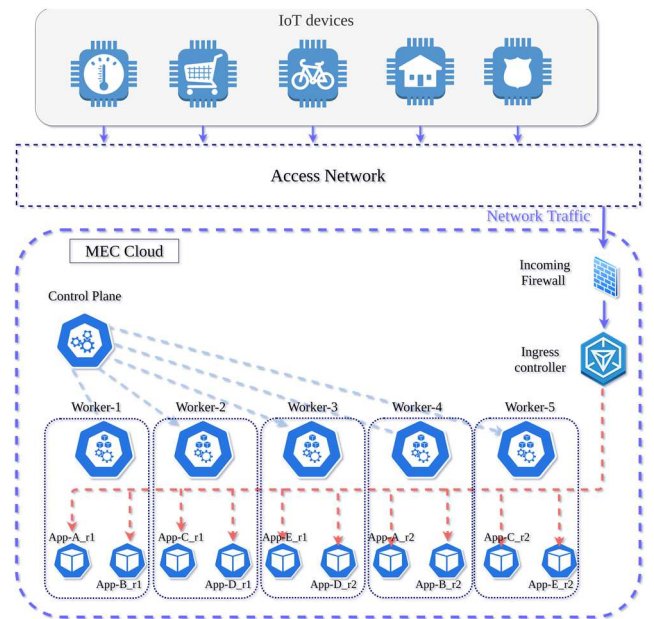 IoT devices
Access Network
Network Traffic
MEC Cloud
Incoming
Firewall
Control Plane
Ingress
controller
Worker-1
Worker-2
Worker-3
Worker-4
Worker-5
App-A_r1
App-B_r1
App-C_r1
App-D_r1
App-E_r1
App-D_r2
App-A_r2
App-B_r2
App-C_r2
App-E_r2